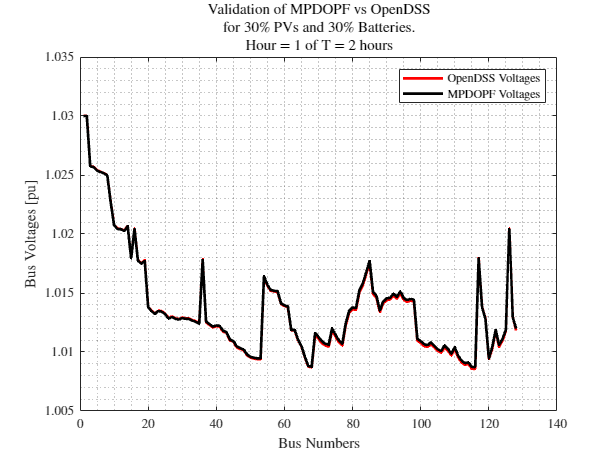 Validation of MPDOPF vs OpenDSS
for 30% PVs and 30% Batteries.
Hour = 1 of T = 2 hours
OpenDSS Voltages
MPDOPF Voltages
Bus Voltages [pu]
1.035
1.03
1.025
1.02
1.015
1.01
1.005
0 20 40 60 80 100 120 140
Bus Numbers